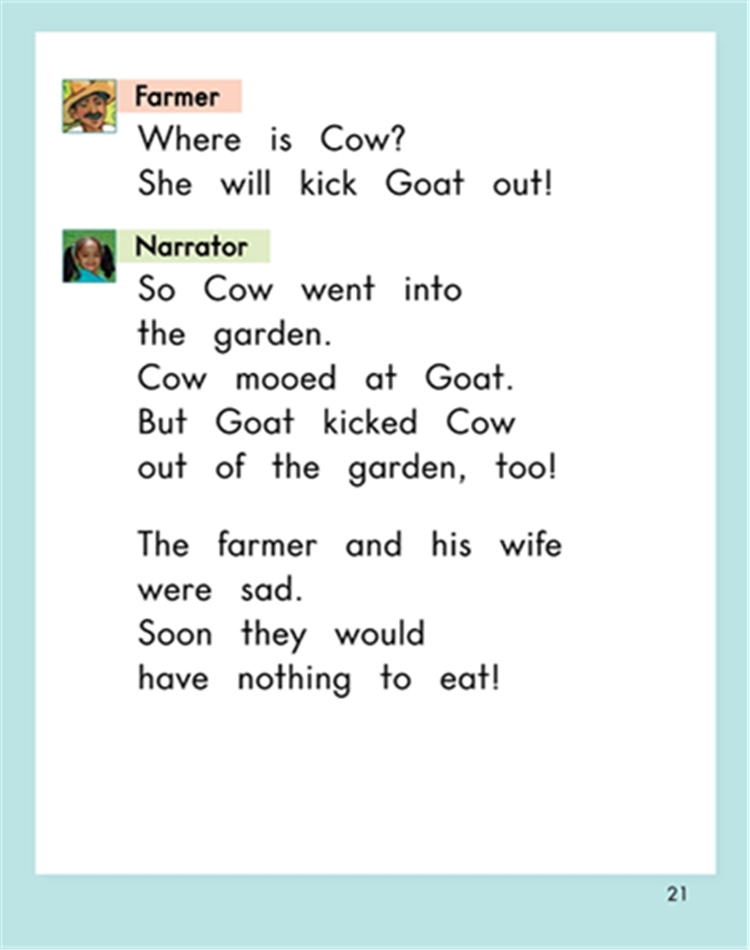 Farmer
Where is Cow?
She will kick Goat out!
Narrator
So Cow went into
the garden.
Cow mooed at Goat.
But Goat kicked Cow
out of the garden, too!
The farmer and his wife
were sad.
Soon they would
have nothing to eat!
21